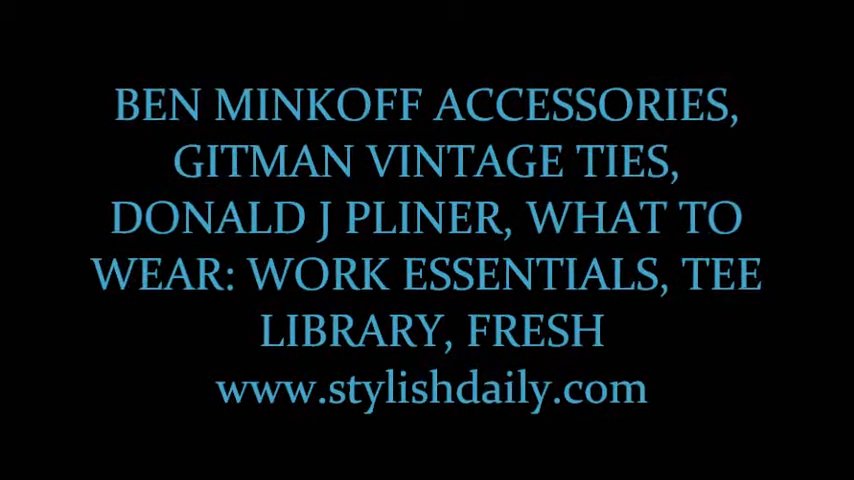 BEN MINKOFF ACCESSORIES,
GITMAN VINTAGE TIES,
DONALD J PLINER, WHAT TO
WEAR: WORK ESSENTIALS, TEE
LIBRARY, FRESH
www.stylishdaily.com